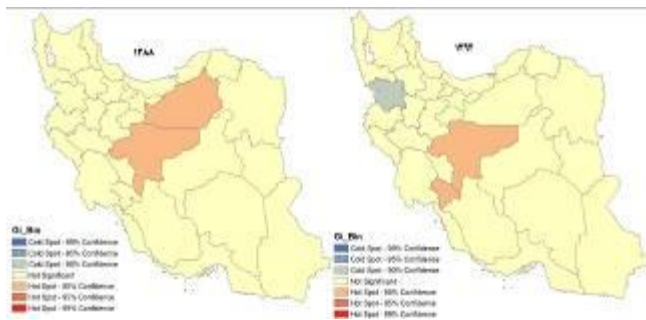 ۱۳۸۸
Gi_Bin
Cold Spot - 99% Confidence
Cold Spot - 95% Confidence
Cold Spot - 90% Confidence
Not Significant
Hot Spot - 90% Confidence
Hot Spot - 95% Confidence
Hot Spot - 99% Confidence
Gi_Bin
Cold Spot - 99% Confidence
Cold Spot - 95% Confidence
Cold Spot - 90% Confidence
Not Significant
Hot Spot - 90% Confidence
Hot Spot - 95% Confidence
Hot Spot - 99% Confidence